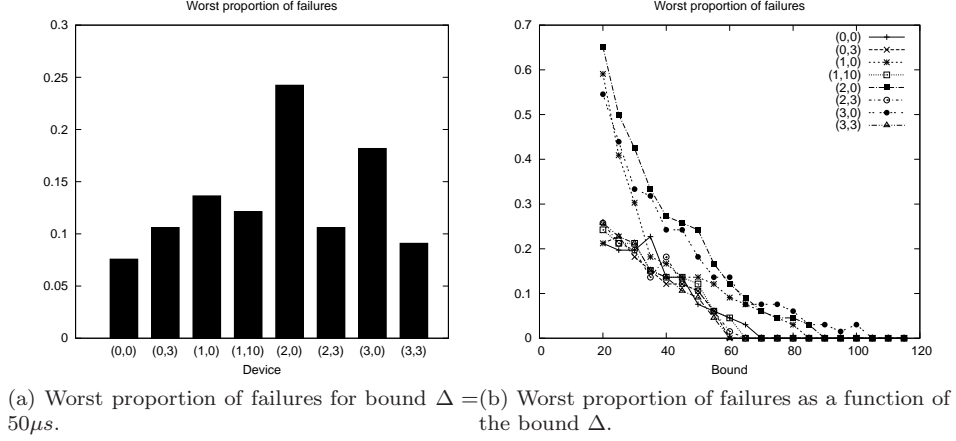 Worst proportion of failures
0.3
0.25
0.2
0.15
0.1
0.05
0
(0,0) (0,3) (1,0) (1,10) (2,0) (2,3) (3,0) (3,3)
Device
(a) Worst proportion of failures for bound Δ =
50μs.
Worst proportion of failures
0.7
0.6
0.5
0.4
0.3
0.2
0.1
0
0 20 40 60 80 100 120
Bound
(0,0)
(0,3)
(1,0)
(1,10)
(2,0)
(2,3)
(3,0)
(3,3)
(b) Worst proportion of failures as a function of
the bound Δ.